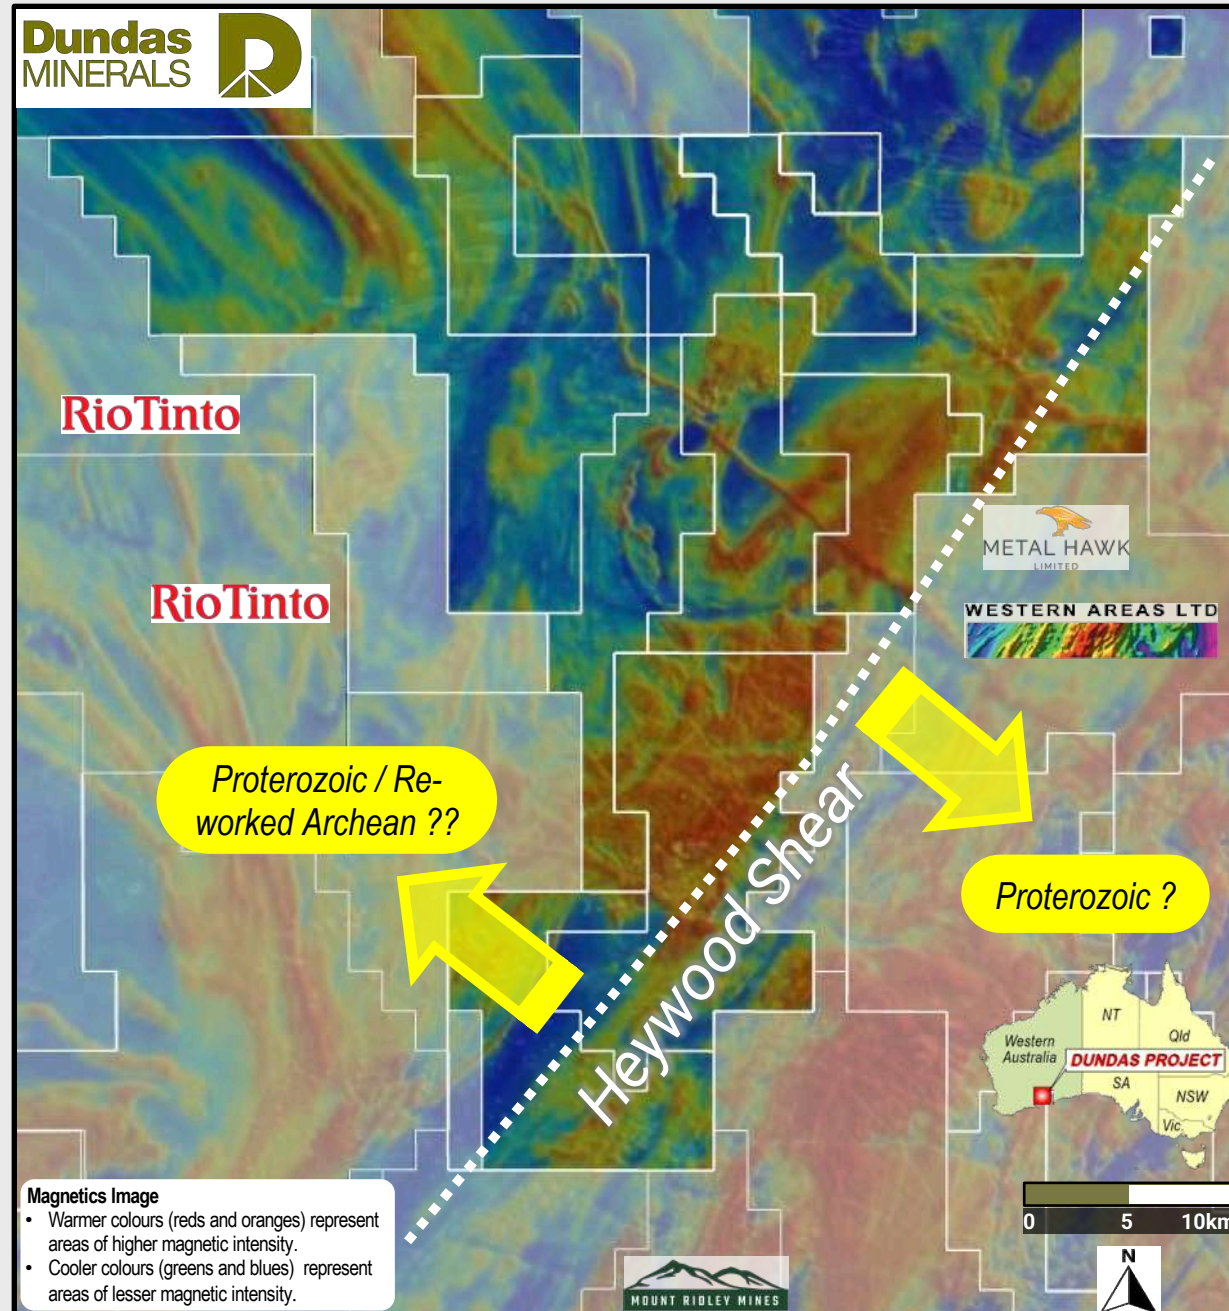 Dundas
MINERALS
RioTinto
RioTinto
METAL HAWK
LIMITED
WESTERN AREAS LTD
Proterozoic / Re-
worked Archean ??
Heywood Shear
Proterozoic ?
NT
Western
Australia
Qld
DUNDAS PROJECT
SA
NSW
Vic.
0 5 10km
N
Magnetics Image
• Warmer colours (reds and oranges) represent
areas of higher magnetic intensity.
• Cooler colours (greens and blues) represent
areas of lesser magnetic intensity.
MOUNT RIDLEY MINES